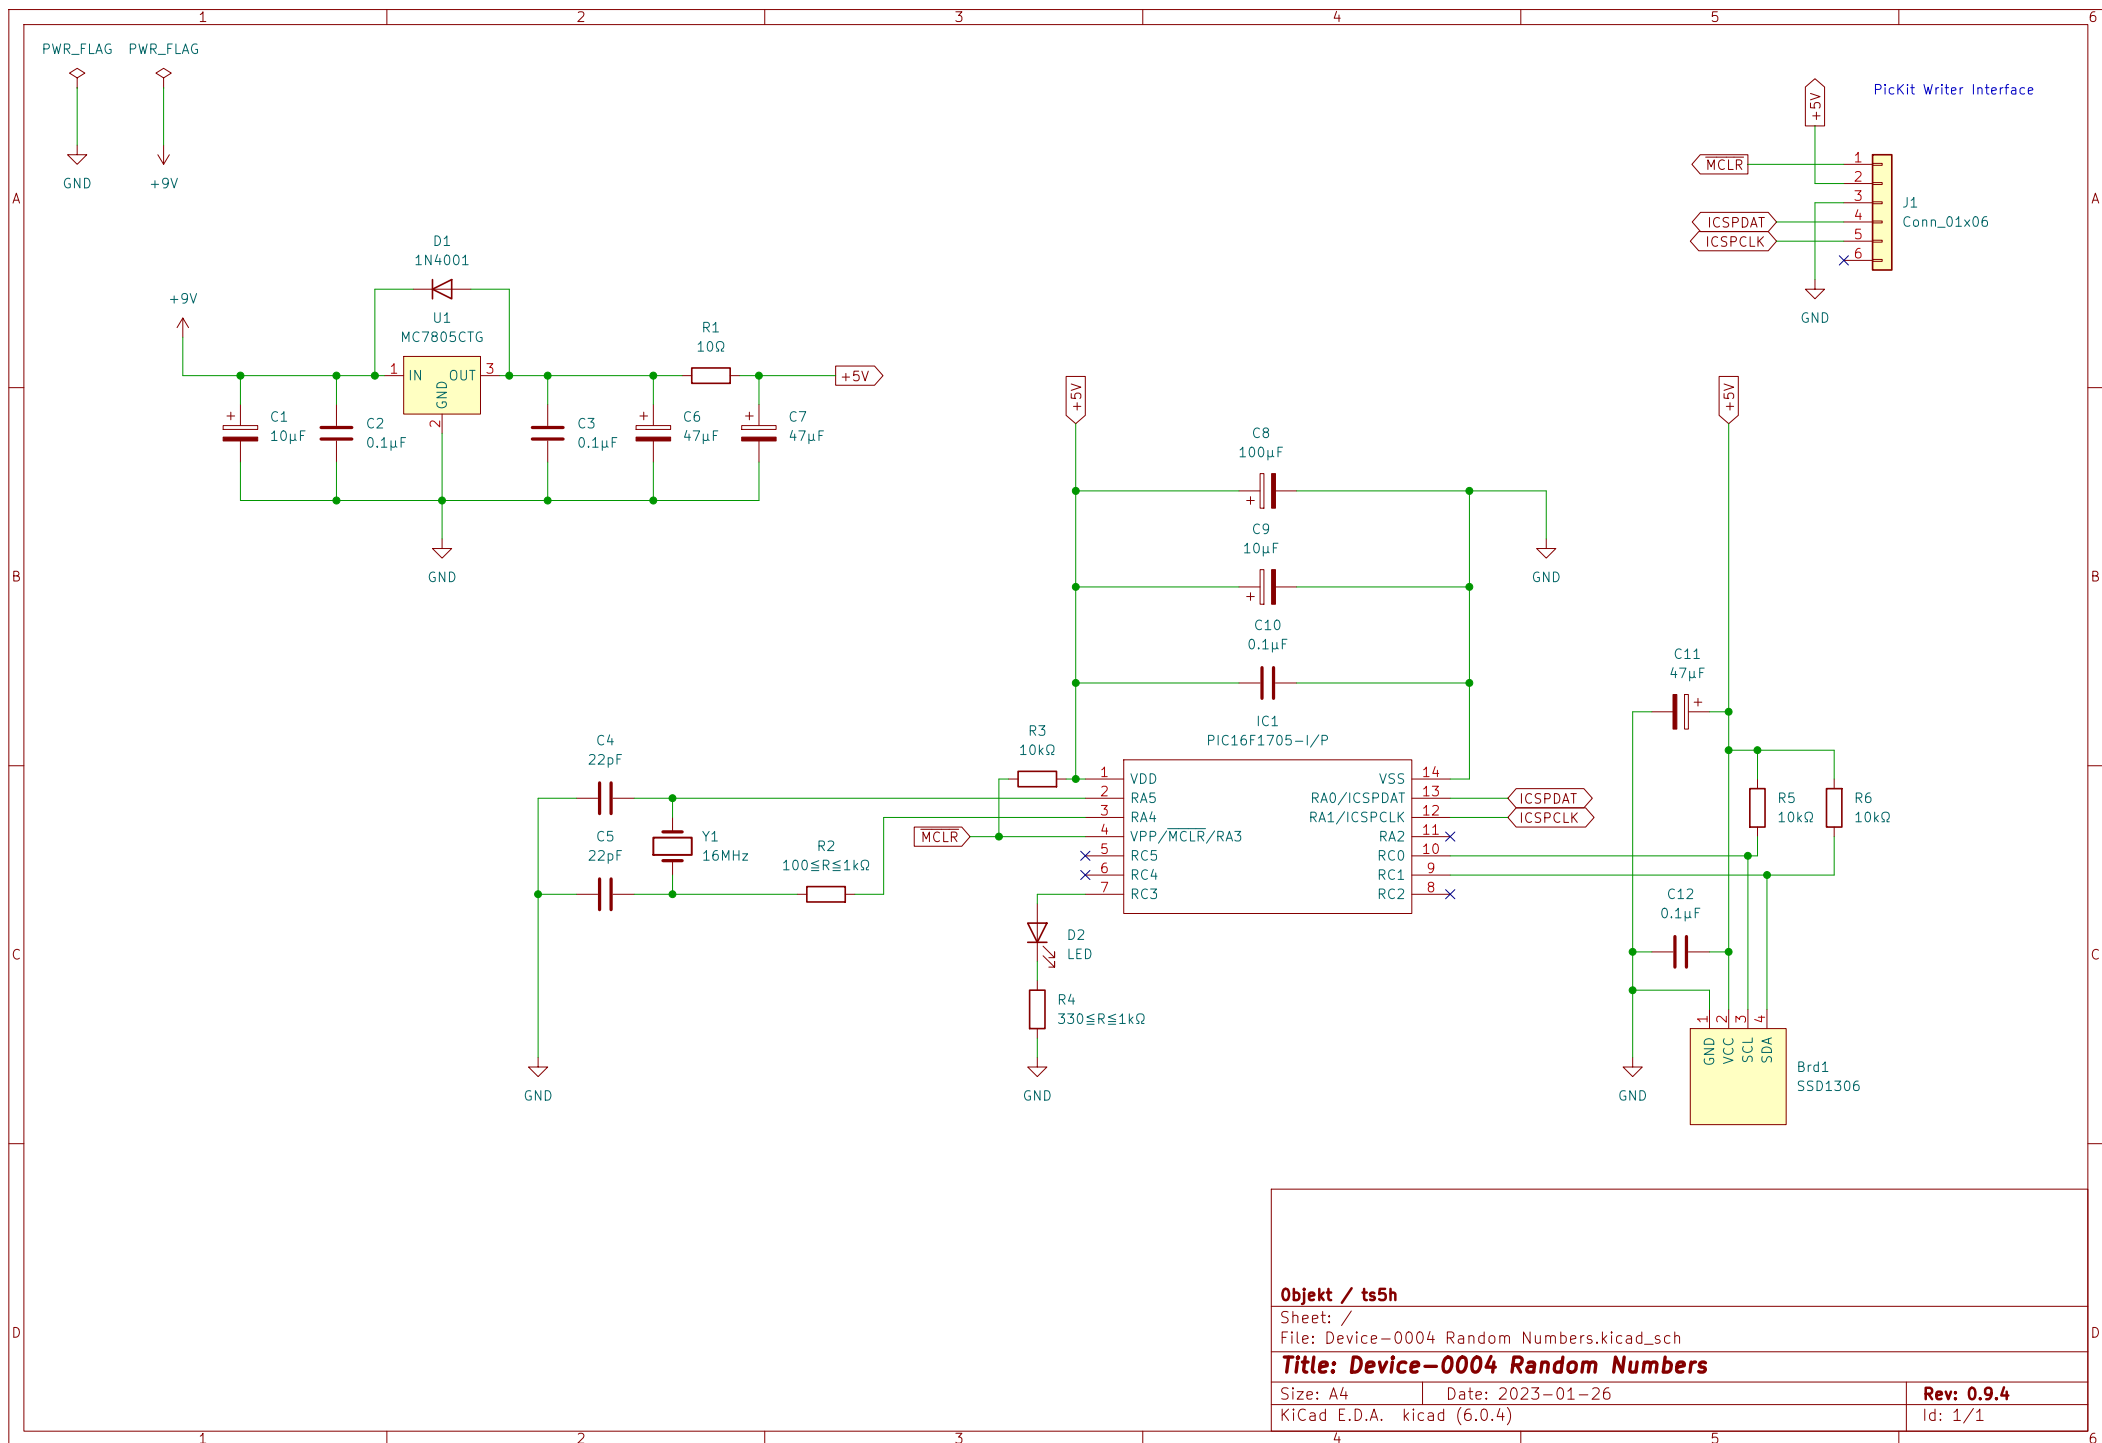 1 2 3 4 5 6
A
B
C
D
PWR_FLAG
GND
PWR_FLAG
+9V
PicKit Writer Interface
+5V
MCLR
ICSPDAT
ICSPCLK
1
2
3
4
5
6
J1
Conn_01x06
GND
D1
1N4001
U1
MC7805CTG
+9V
1 IN OUT 3
GND
2
R1
10Ω
+5V
C1
10µF
C2
0.1µF
C3
0.1µF
C6
47µF
C7
47µF
GND
+5V
C8
100µF
C9
10µF
C10
0.1µF
GND
+5V
C11
47µF
IC1
PIC16F1705-I/P
R3
10kΩ
1 VDD
2 RA5
3 RA4
4 VPP/MCLR/RA3
5 RC5
6 RC4
7 RC3
VSS 14
RA0/ICSPDAT 13
RA1/ICSPCLK 12
RA2 11
RC0 10
RC1 9
RC2 8
ICSPDAT
ICSPCLK
MCLR
C4
22pF
C5
22pF
Y1
16MHz
R2
100≦R≦1kΩ
GND
D2
LED
R4
330≦R≦1kΩ
GND
R5
10kΩ
R6
10kΩ
C12
0.1µF
GND
1 2 3 4
GND
VCC
SCL
SDA
Brd1
SSD1306
Objekt / ts5h
Sheet: /
File: Device-0004 Random Numbers.kicad_sch
Title: Device-0004 Random Numbers
Size: A4 Date: 2023-01-26 Rev: 0.9.4
KiCad E.D.A. kicad (6.0.4) Id: 1/1
A
B
C
D
1 2 3 4 5 6